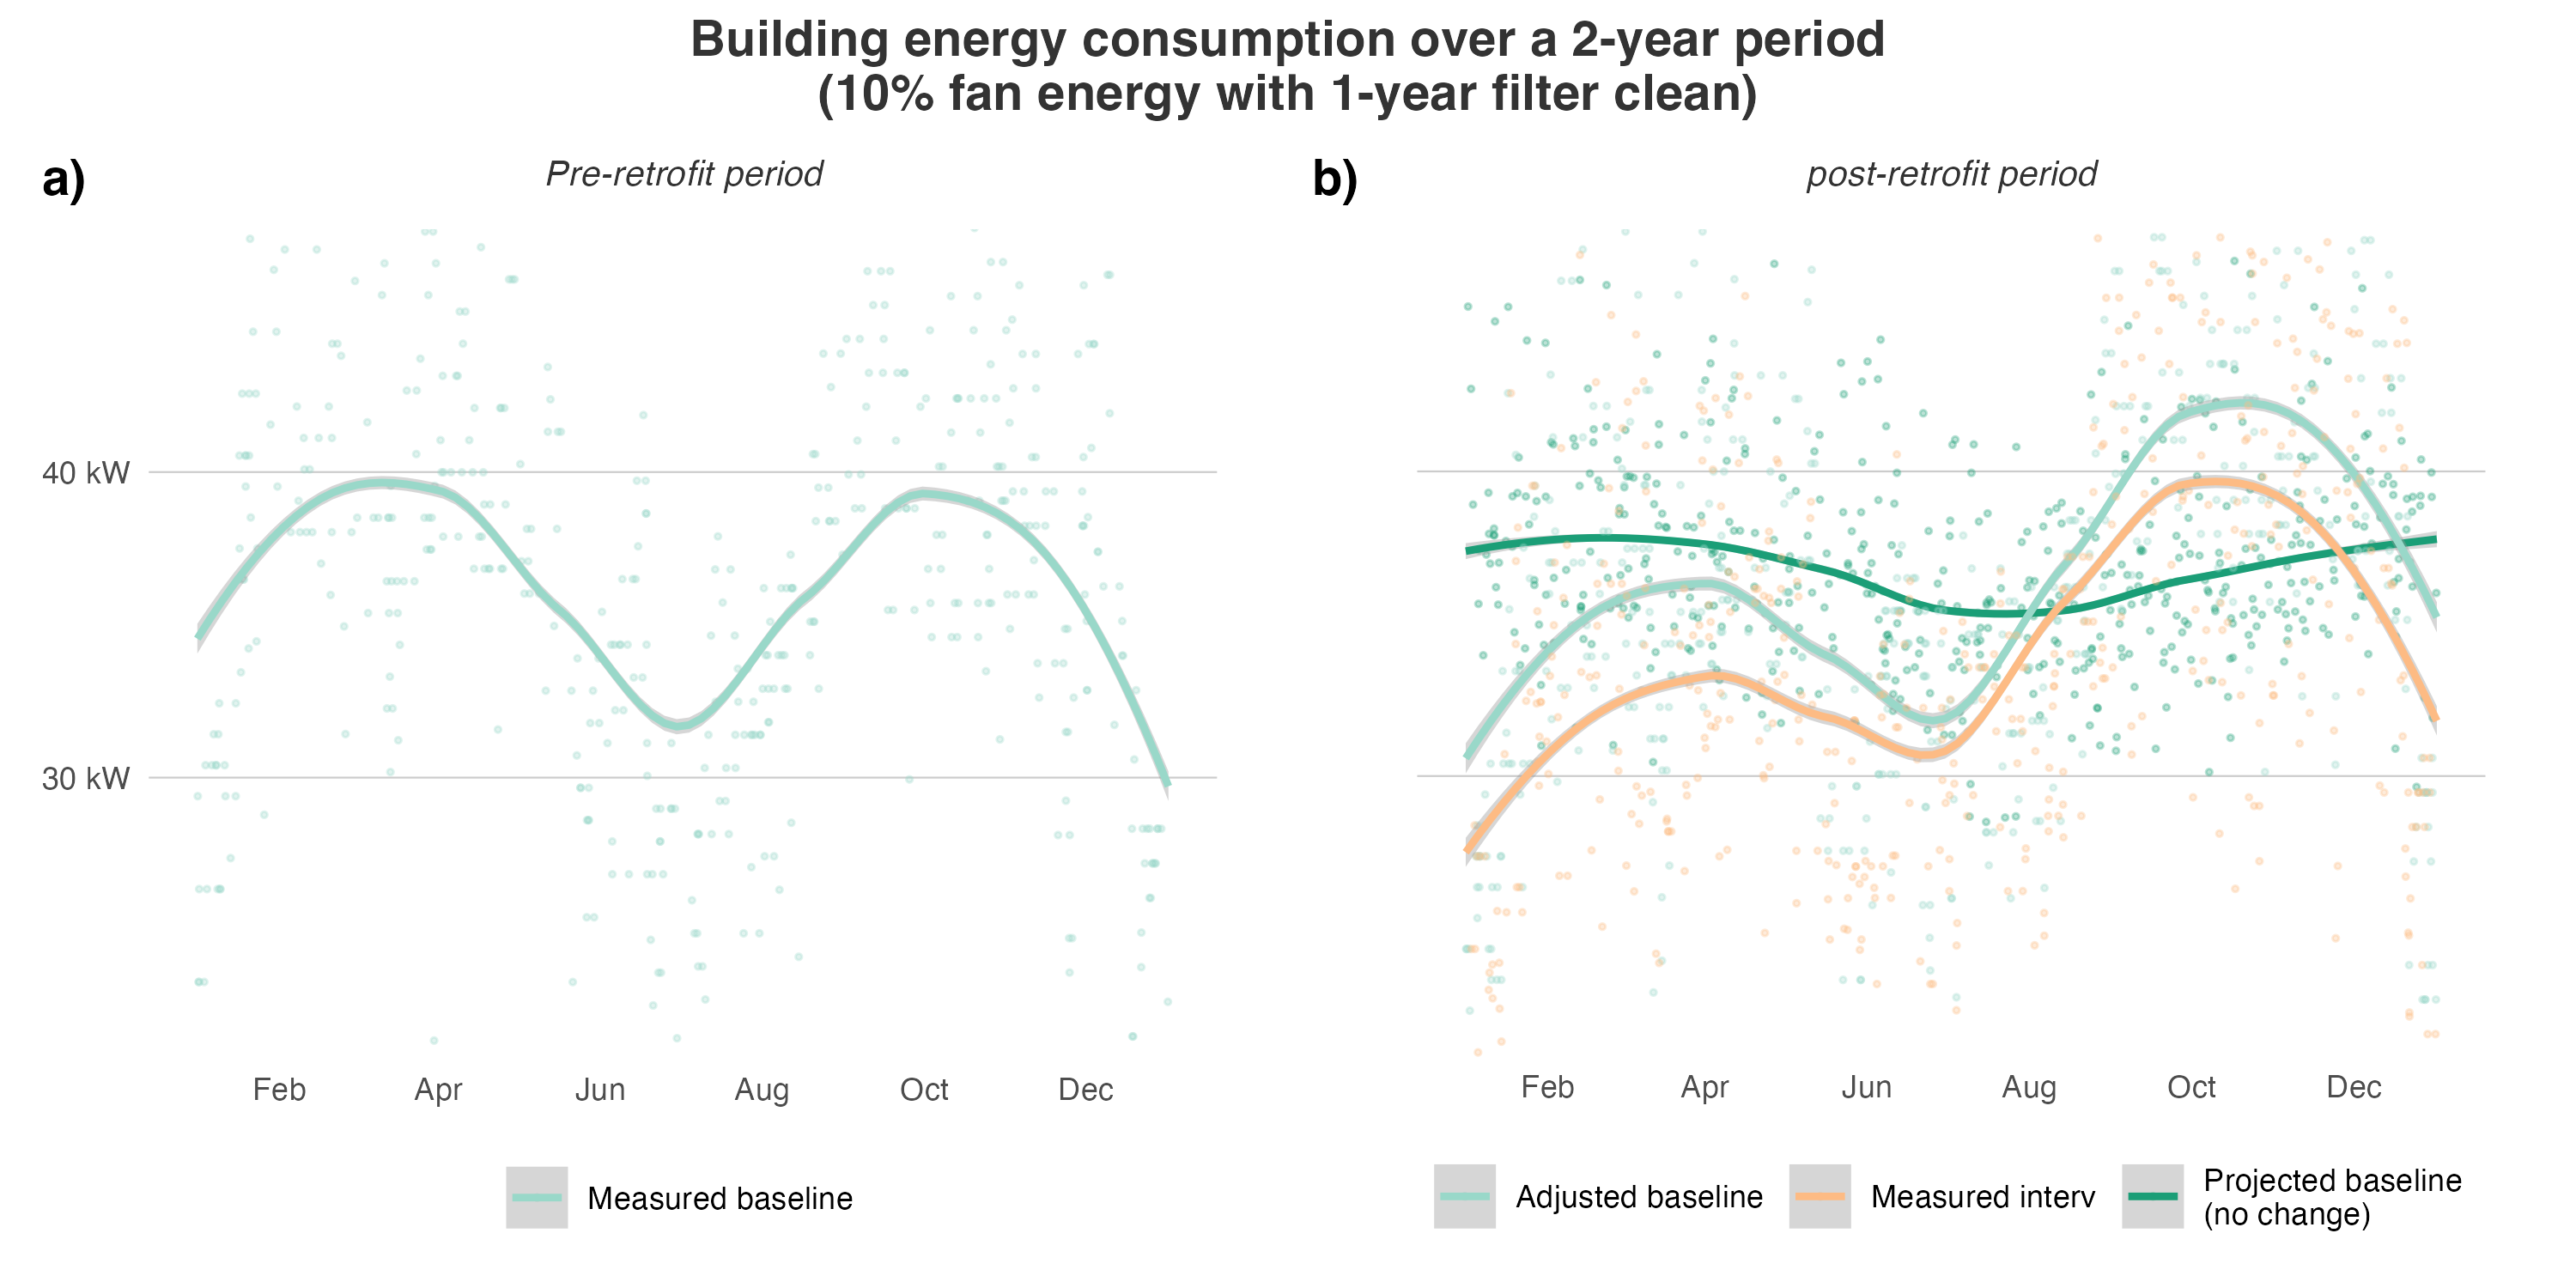 Building energy consumption over a 2-year period
(10% fan energy with 1-year filter clean)
a)
Pre-retrofit period
40 kW
30 kW
Feb Apr Jun Aug Oct Dec
Measured baseline
b)
post-retrofit period
Feb Apr Jun Aug Oct Dec
Adjusted baseline
Measured interv
Projected baseline
(no change)